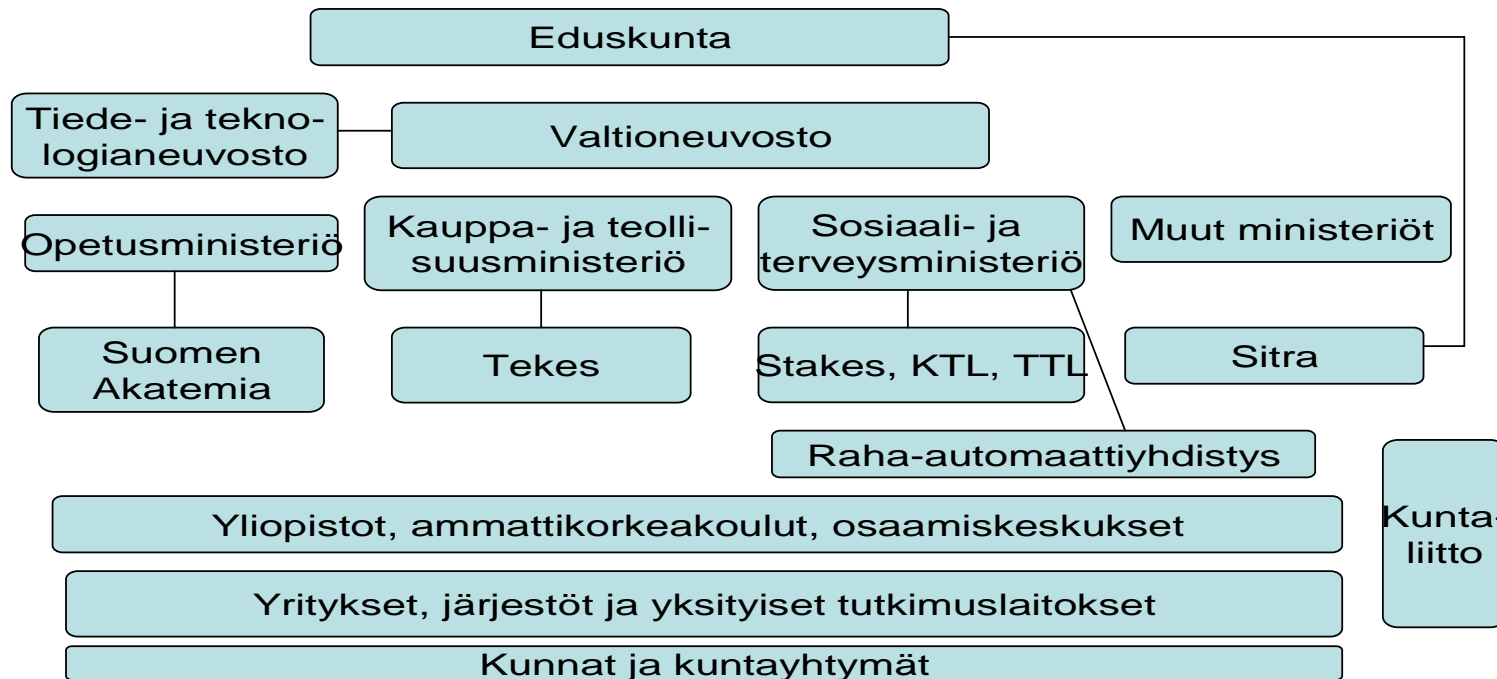 Eduskunta
Tiede- ja tekno-
logianeuvosto
Valtioneuvosto
Opetusministeriö
Kauppa- ja teolli-
suusministeriö
Sosiaali- ja
terveysministeriö
Muut ministeriöt
Suomen
Akatemia
Tekes
Stakes, KTL, TTL
Sitra
Raha-automaattiyhdistys
Yliopistot, ammattikorkeakoulut, osaamiskeskukset
Kunta-
liitto
Yritykset, järjestöt ja yksityiset tutkimuslaitokset
Kunnat ja kuntayhtymät